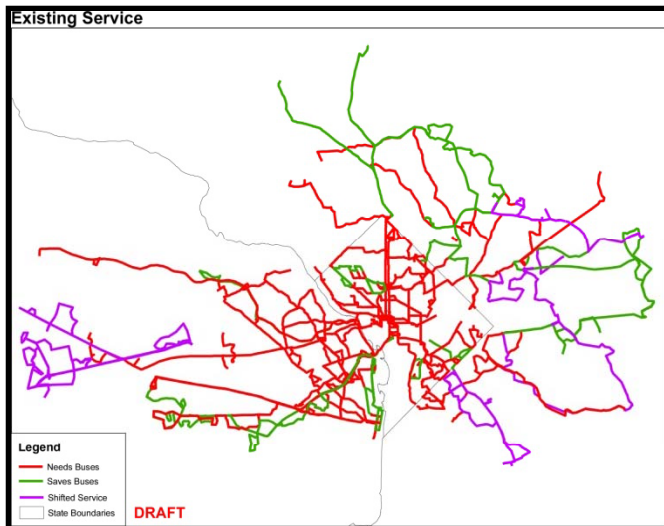 Existing Service
Legend
Needs Buses
Saves Buses
Shifted Service
State Boundaries
DRAFT